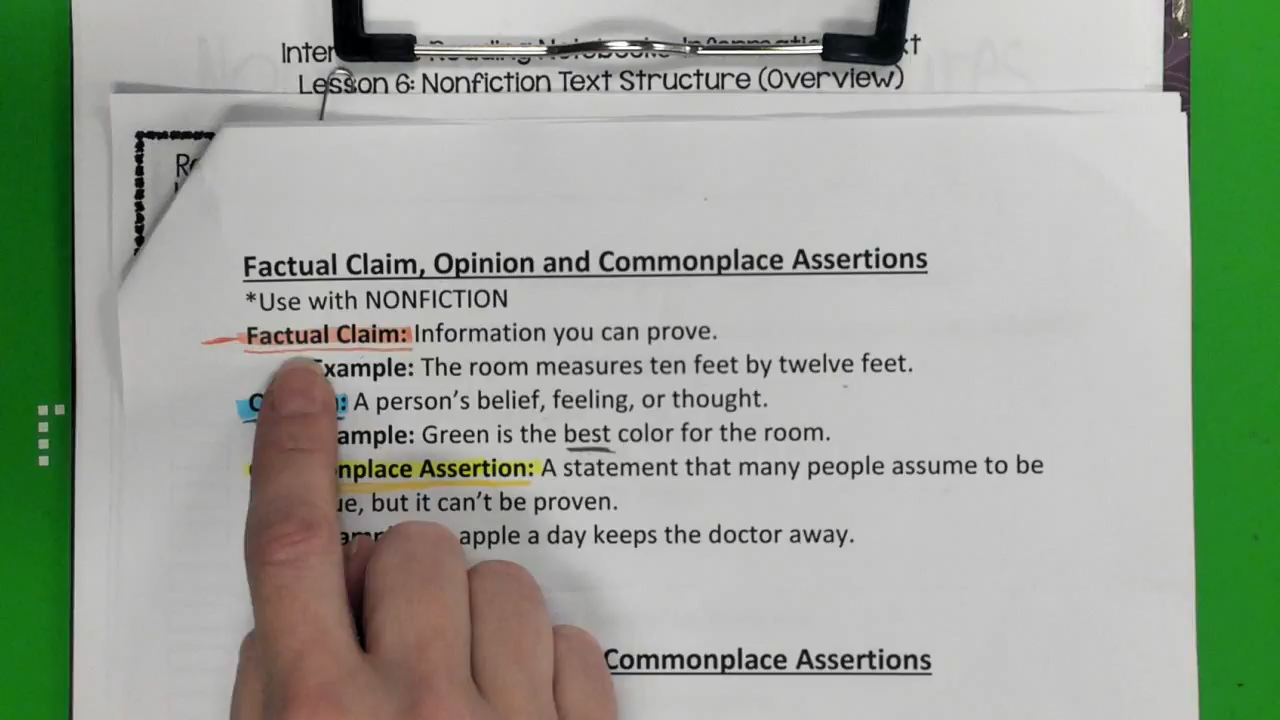 Lesson 6: Nonfiction Text Structure (Overview)
Factual Claim, Opinion and Commonplace Assertions
*Use with NONFICTION
Factual Claim: Information you can prove.
xample: The room measures ten feet by twelve feet.
A person's belief, feeling, or thought.
ample: Green is the best color for the room.
nplace Assertion: A statement that many people assume to be
ue, but it can't be proven.
apple a day keeps the doctor away.
Commonplace Assertions